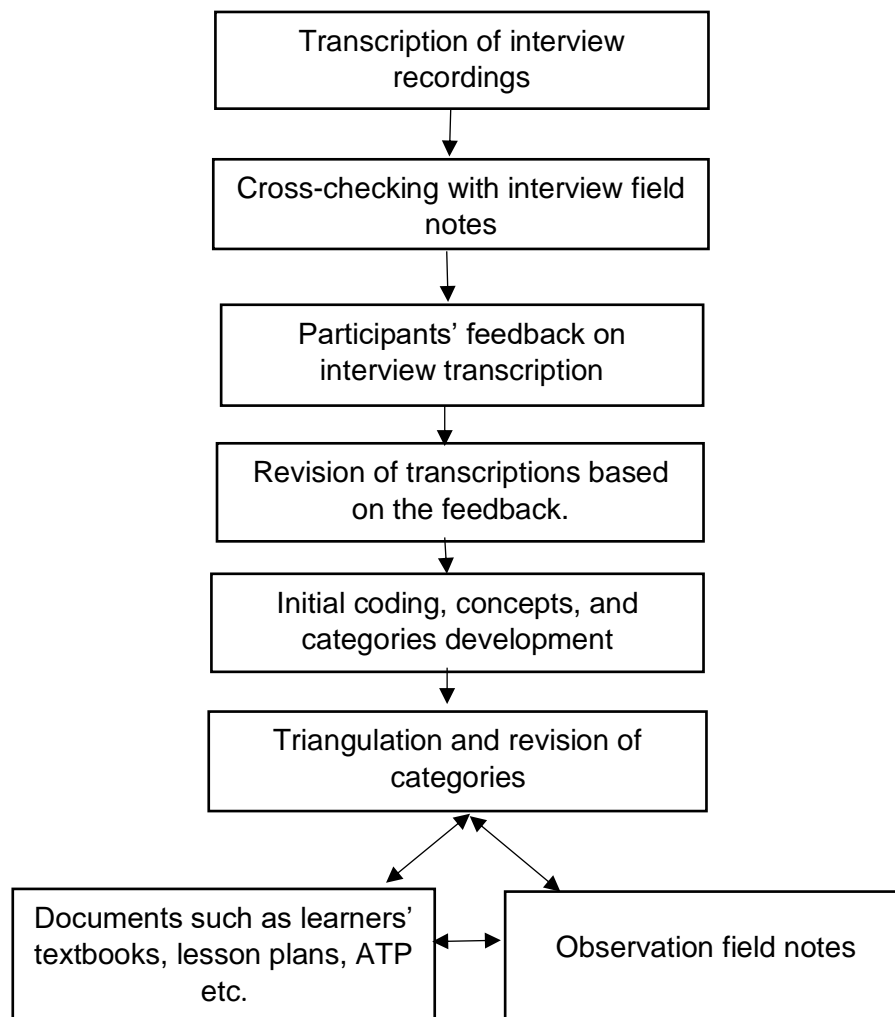 Transcription of interview
recordings
Cross-checking with interview field
notes
Participants’ feedback on
interview transcription
Revision of transcriptions based
on the feedback.
Initial coding, concepts, and
categories development
Triangulation and revision of
categories
Documents such as learners’
textbooks, lesson plans, ATP
etc.
Observation field notes